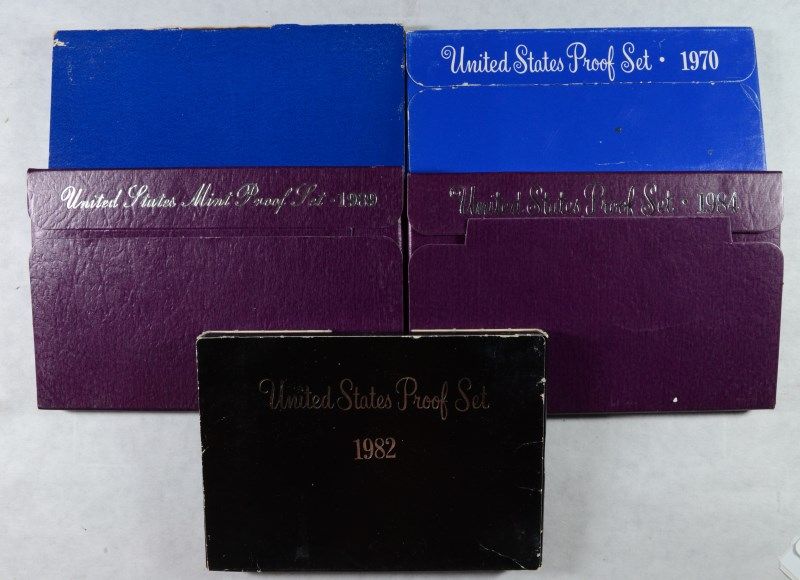 United States Proof Set • 1970
United States Mint Proof Set • 1989
United States Proof Set • 1984
United States Proof Set
1982